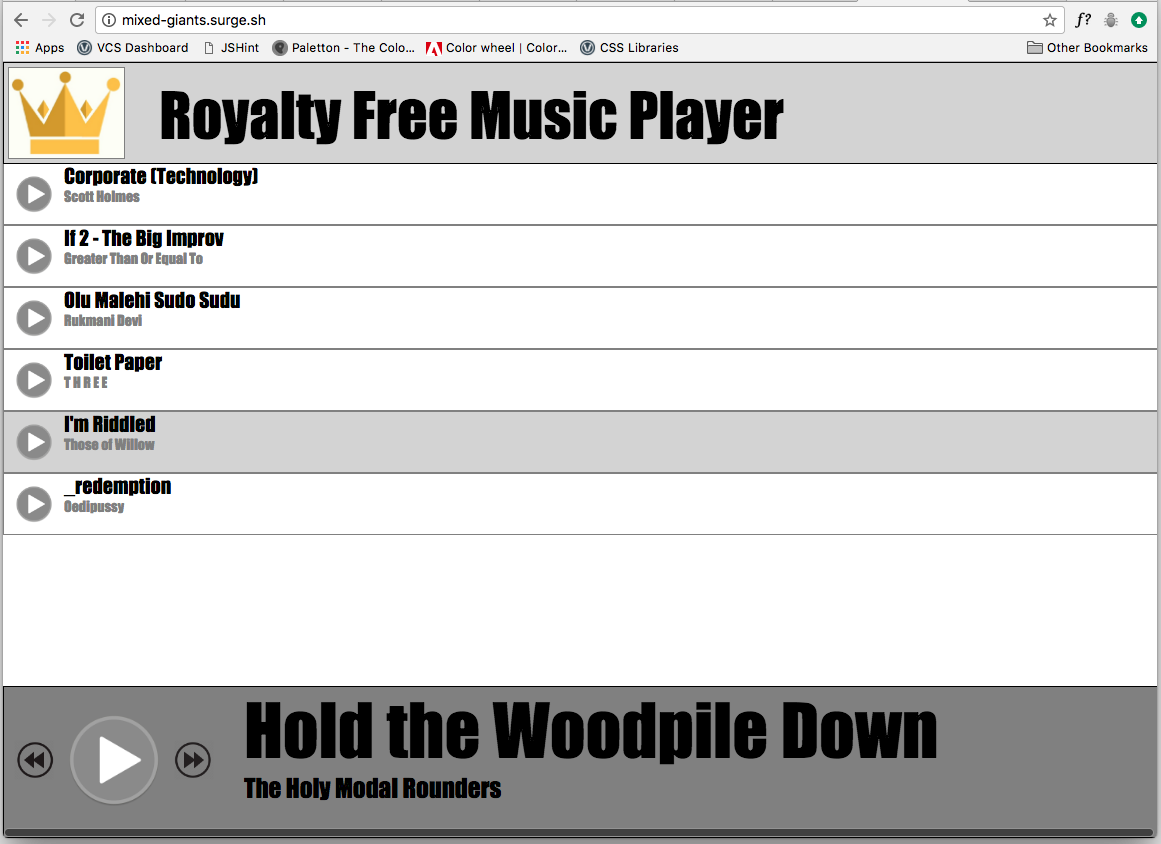 mixed-giants.surge.sh
f?
Apps VCS Dashboard JSHint Paletton - The Colo... Color wheel | Color... CSS Libraries Other Bookmarks
Royalty Free Music Player
Corporate (Technology)
Scott Holmes
If 2 - The Big Improv
Greater Than Or Equal To
Olu Malehi Sudo Sudu
Rukmani Devi
Toilet Paper
T H R E E
I'm Riddled
Those of Willow
_redemption
Oedipussy
Hold the Woodpile Down
The Holy Modal Rounders